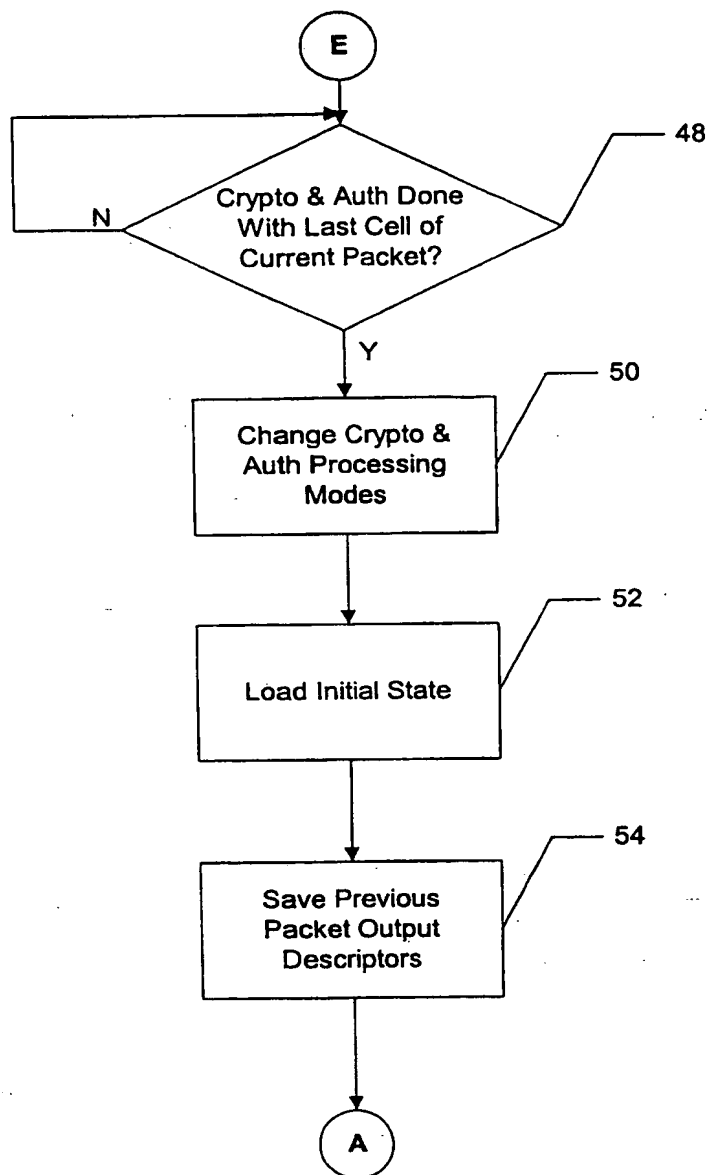 E
48
Crypto & Auth Done
With Last Cell of
Current Packet?
N
Y
50
Change Crypto &
Auth Processing
Modes
52
Load Initial State
54
Save Previous
Packet Output
Descriptors
A